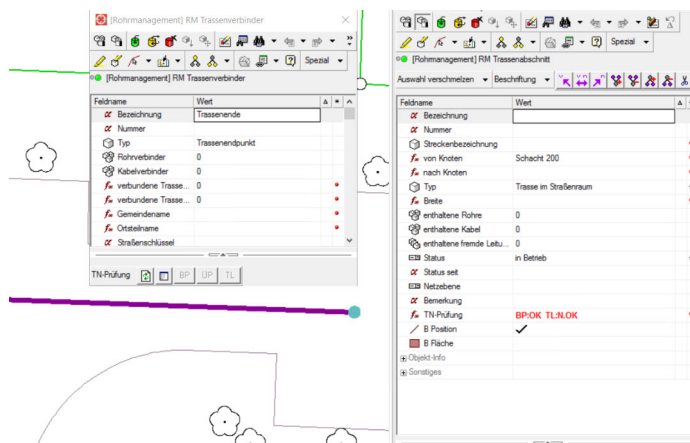 [Rohrmanagement] RM Trassenverbinder
Spezial
[Rohrmanagement] RM Trassenverbinder
Feldname Wert
Bezeichnung Trassenende
Nummer
Typ Trassenendpunkt
Rohrverbinder 0
Kabelverbinder 0
verbundene Trasse... 0
verbundene Trasse... 0
Gemeindename
Ortsteilname
Straßenschlüssel
TN-Prüfung BP ÜP TL
Spezial
[Rohrmanagement] RM Trassenabschnitt
Auswahl verschmelzen Beschriftung
Feldname Wert
Bezeichnung
Nummer
Streckenbezeichnung
von Knoten Schacht 200
nach Knoten
Typ Trasse im Straßenraum
Breite
enthaltene Rohre 0
enthaltene Kabel 0
enthaltene fremde Leitu... 0
Status in Betrieb
Status seit
Netzebene
Bemerkung
TN-Prüfung BP:OK TL:N.OK
B Position
B Fläche
Objekt-Info
Sonstiges